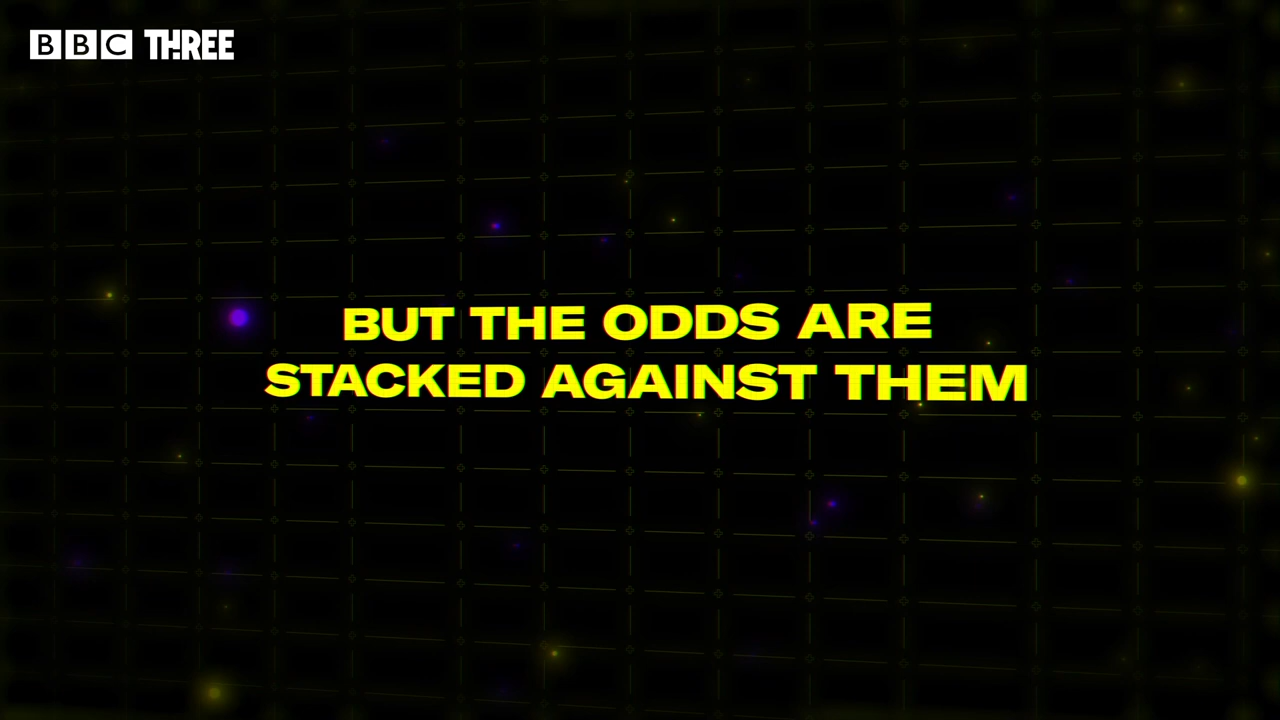 BBC THREE
BUT THE ODDS ARE
STACKED AGAINST THEM